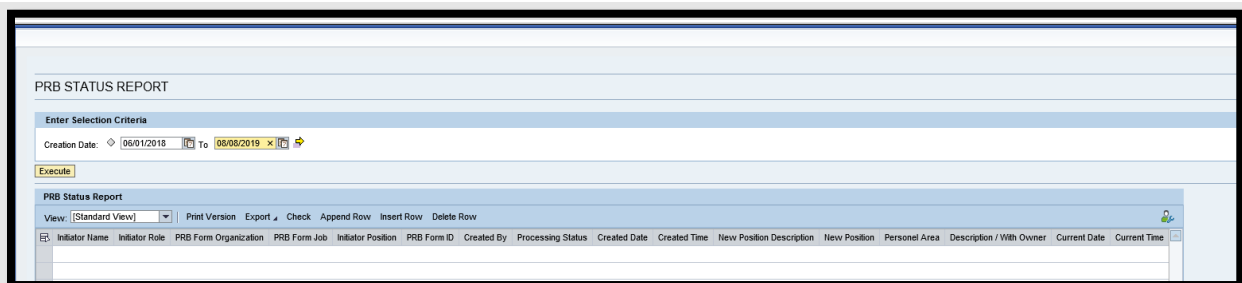 PRB STATUS REPORT
Enter Selection Criteria
Creation Date: 06/01/2018 To 08/08/2019
Execute
PRB Status Report
View: [Standard View] Print Version Export Check Append Row Insert Row Delete Row
Initiator Name Initiator Role PRB Form Organization PRB Form Job Initiator Position PRB Form ID Created By Processing Status Created Date Created Time New Position Description New Position Personel Area Description / With Owner Current Date Current Time